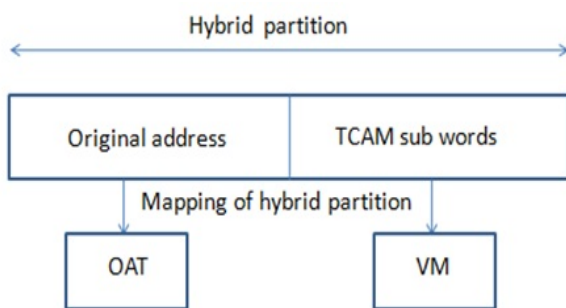 Hybrid partition
Original address TCAM sub words
Mapping of hybrid partition
OAT VM